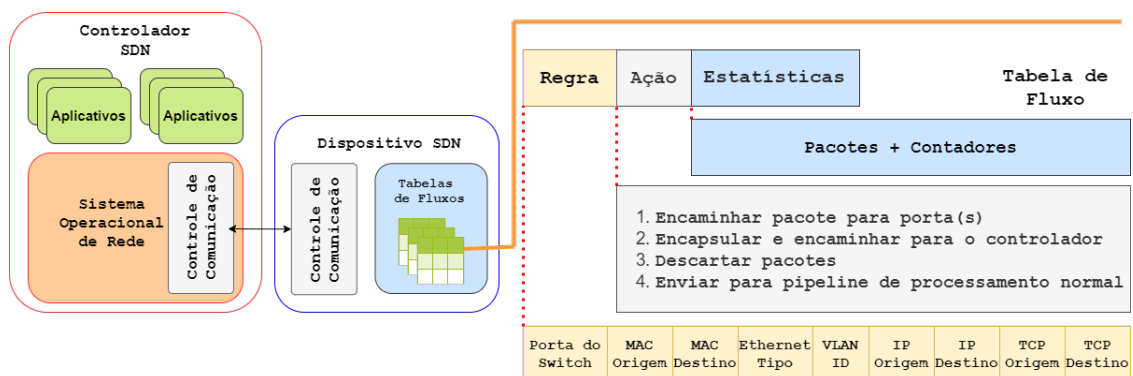 Controlador
SDN
Aplicativos
Aplicativos
Sistema
Operacional
de Rede
Controle de
Comunicação
Dispositivo SDN
Controle de
Comunicação
Tabelas
de Fluxos
Regra
Ação
Estatísticas
Tabela de
Fluxo
Pacotes + Contadores
1. Encaminhar pacote para porta(s)
2. Encapsular e encaminhar para o controlador
3. Descartar pacotes
4. Enviar para pipeline de processamento normal
Porta do
Switch
MAC
Origem
MAC
Destino
Ethernet
Tipo
VLAN
ID
IP
Origem
IP
Destino
TCP
Origem
TCP
Destino